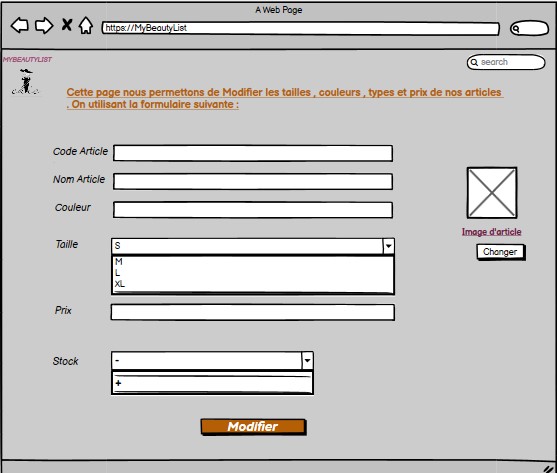 A Web Page
https://MyBeautyList
MYBEAUTYLIST
search
Cette page nous permettons de Modifier les tailles , couleurs , types et prix de nos articles
. On utilisant la formulaire suivante :
Code Article
Nom Article
Couleur
Taille
S
M
L
XL
Image d'article
Changer
Prix
Stock
-
+
Modifier